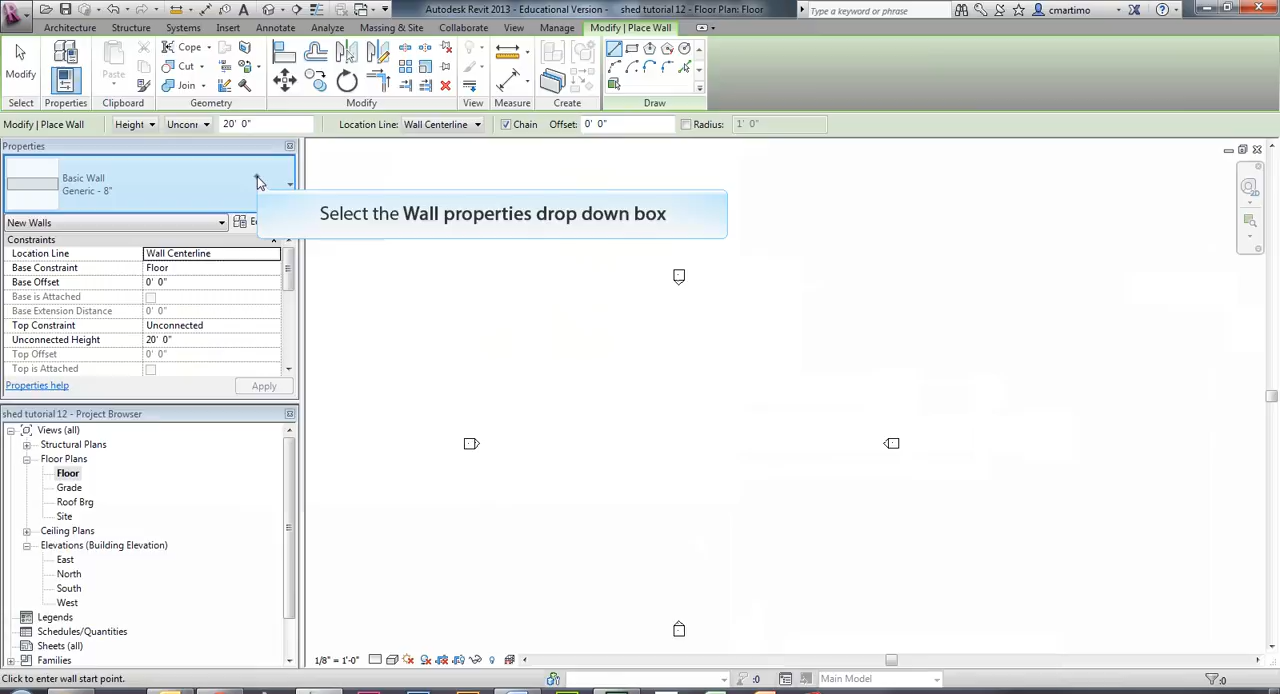 Autodesk Revit 2013 - Educational Version -    shed tutorial 12 - Floor Plan: Floor
Type a keyword or phrase
cmartimo
Architecture Structure Systems Insert Annotate Analyze Massing & Site Collaborate View Manage Modify | Place Wall
Modify
Paste
Cope
Cut
Join
Select Properties Clipboard Geometry Modify View Measure Create Draw
Modify | Place Wall Height Unconr 20' 0" Location Line: Wall Centerline Chain Offset: 0' 0" Radius: 1' 0"
Properties
Basic Wall
Generic - 8"
Select the Wall properties drop down box
New Walls
Constraints
Location Line Wall Centerline
Base Constraint Floor
Base Offset 0' 0"
Base is Attached
Base Extension Distance 0' 0"
Top Constraint Unconnected
Unconnected Height 20' 0"
Top Offset 0' 0"
Top is Attached
Properties help Apply
shed tutorial 12 - Project Browser
Views (all)
Structural Plans
Floor Plans
Floor
Grade
Roof Brg
Site
Ceiling Plans
Elevations (Building Elevation)
East
North
South
West
Legends
Schedules/Quantities
Sheets (all)
Families
1/8" = 1'-0"
Click to enter wall start point.
:0
Main Model
:0